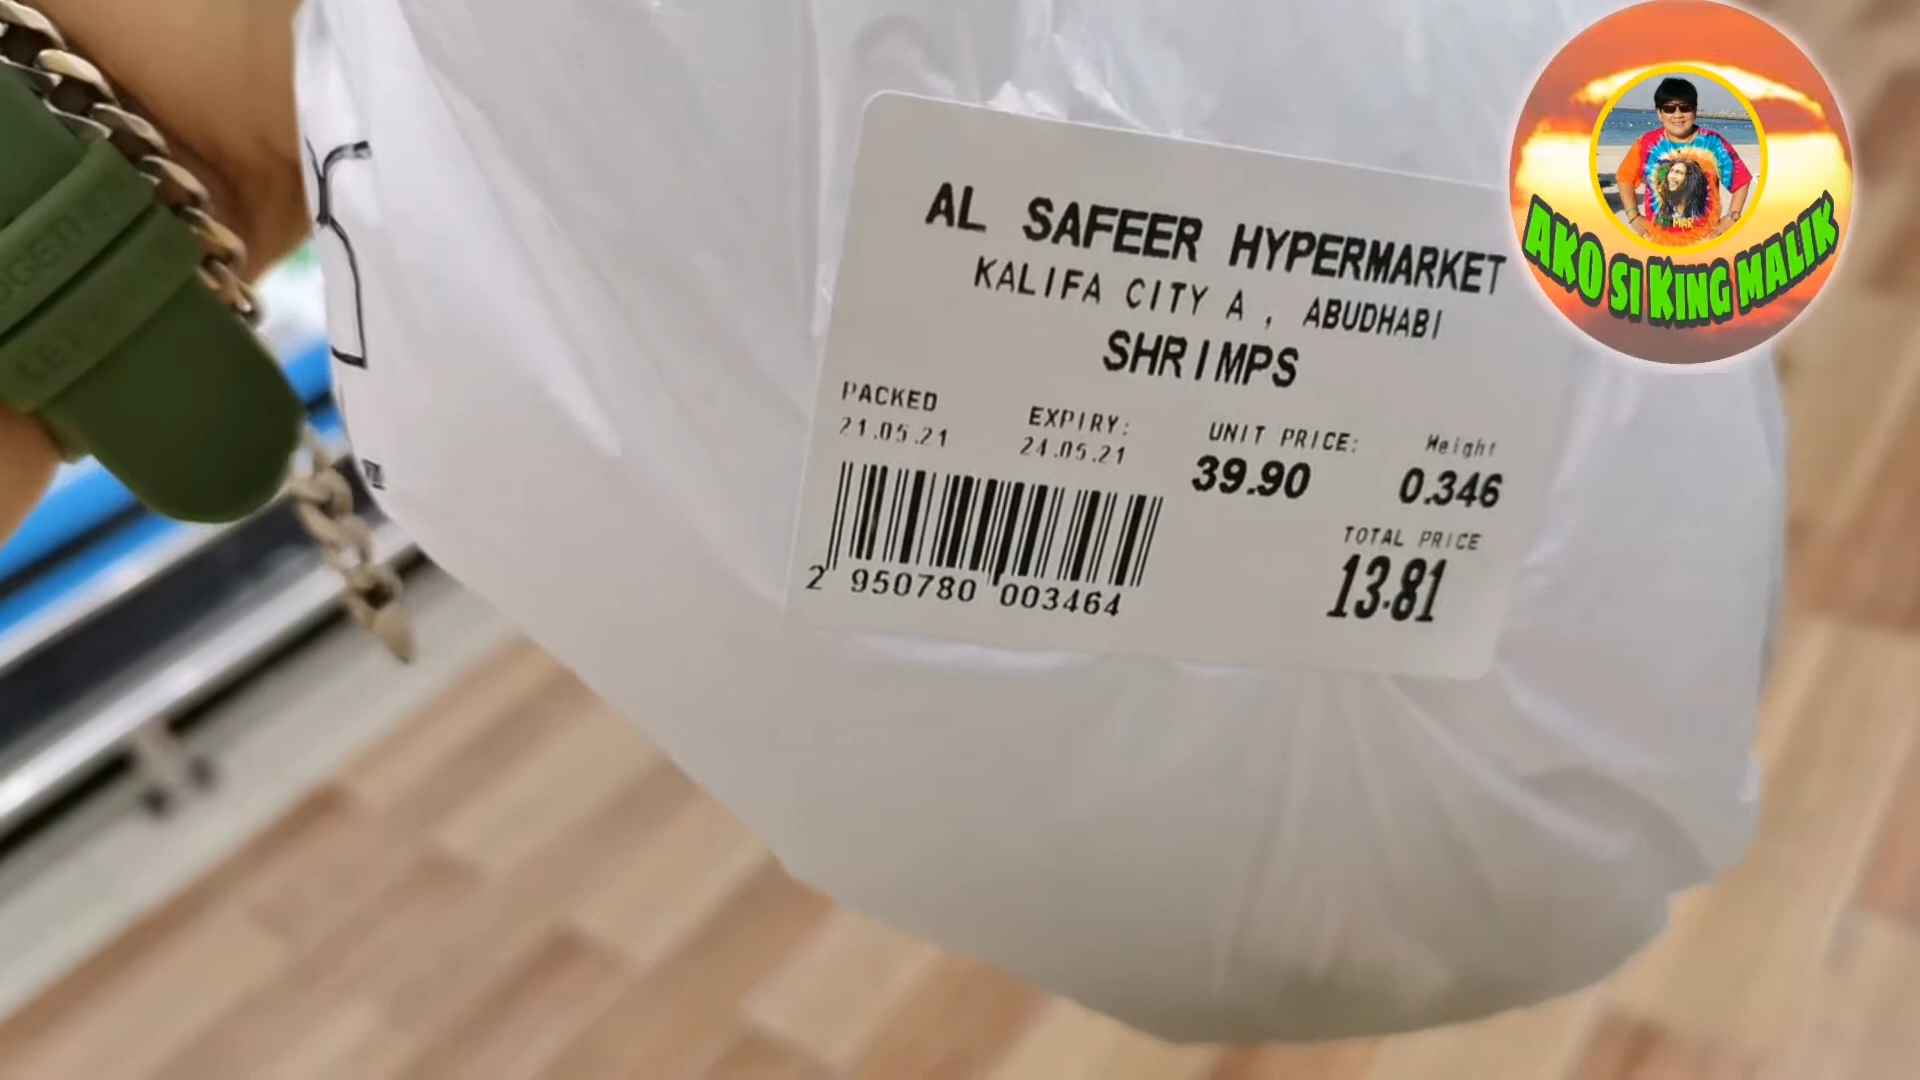 AL SAFEER HYPERMARKET
KALIFA CITY A , ABUDHABI
SHRIMPS
PACKED
21.05.21
EXPIRY:
24.05.21
UNIT PRICE:
39.90
Weight
0.346
TOTAL PRICE
13.81
2 950780 003464
AKO SI KING MALIK